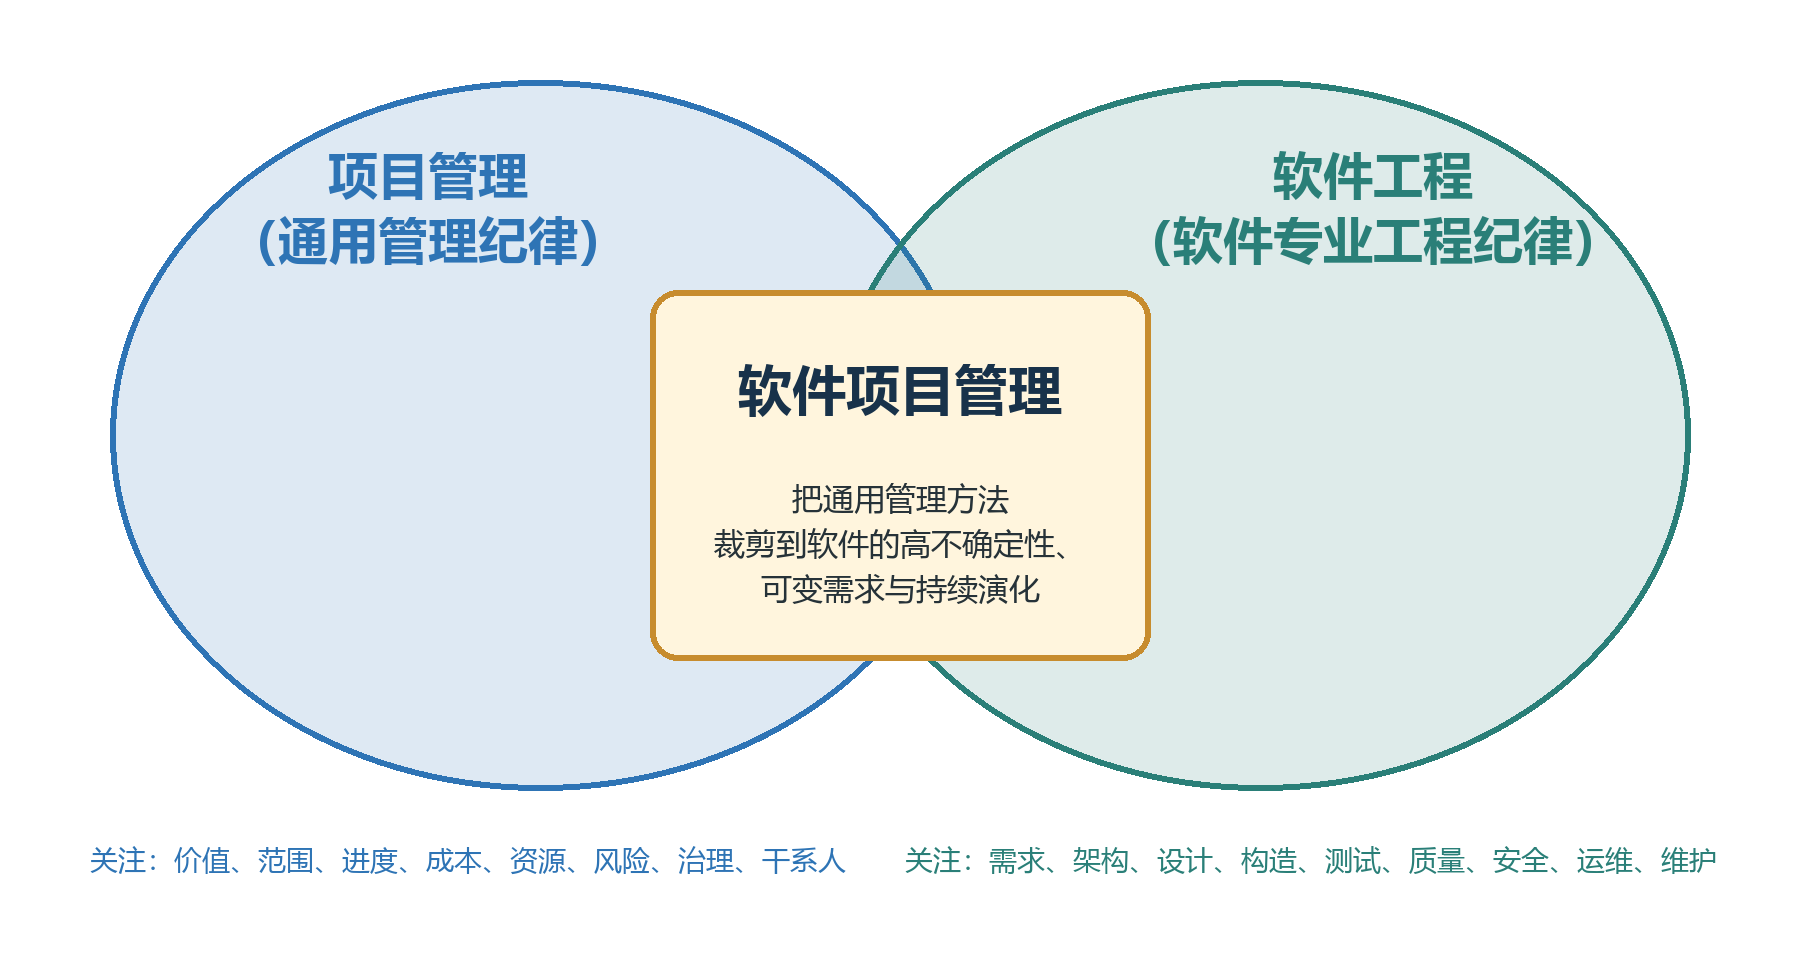 项目管理
(通用管理纪律)
软件工程
(软件专业工程纪律)
软件项目管理
把通用管理方法
裁剪到软件的高不确定性、
可变需求与持续演化
关注：价值、范围、进度、成本、资源、风险、治理、干系人
关注：需求、架构、设计、构造、测试、质量、安全、运维、维护